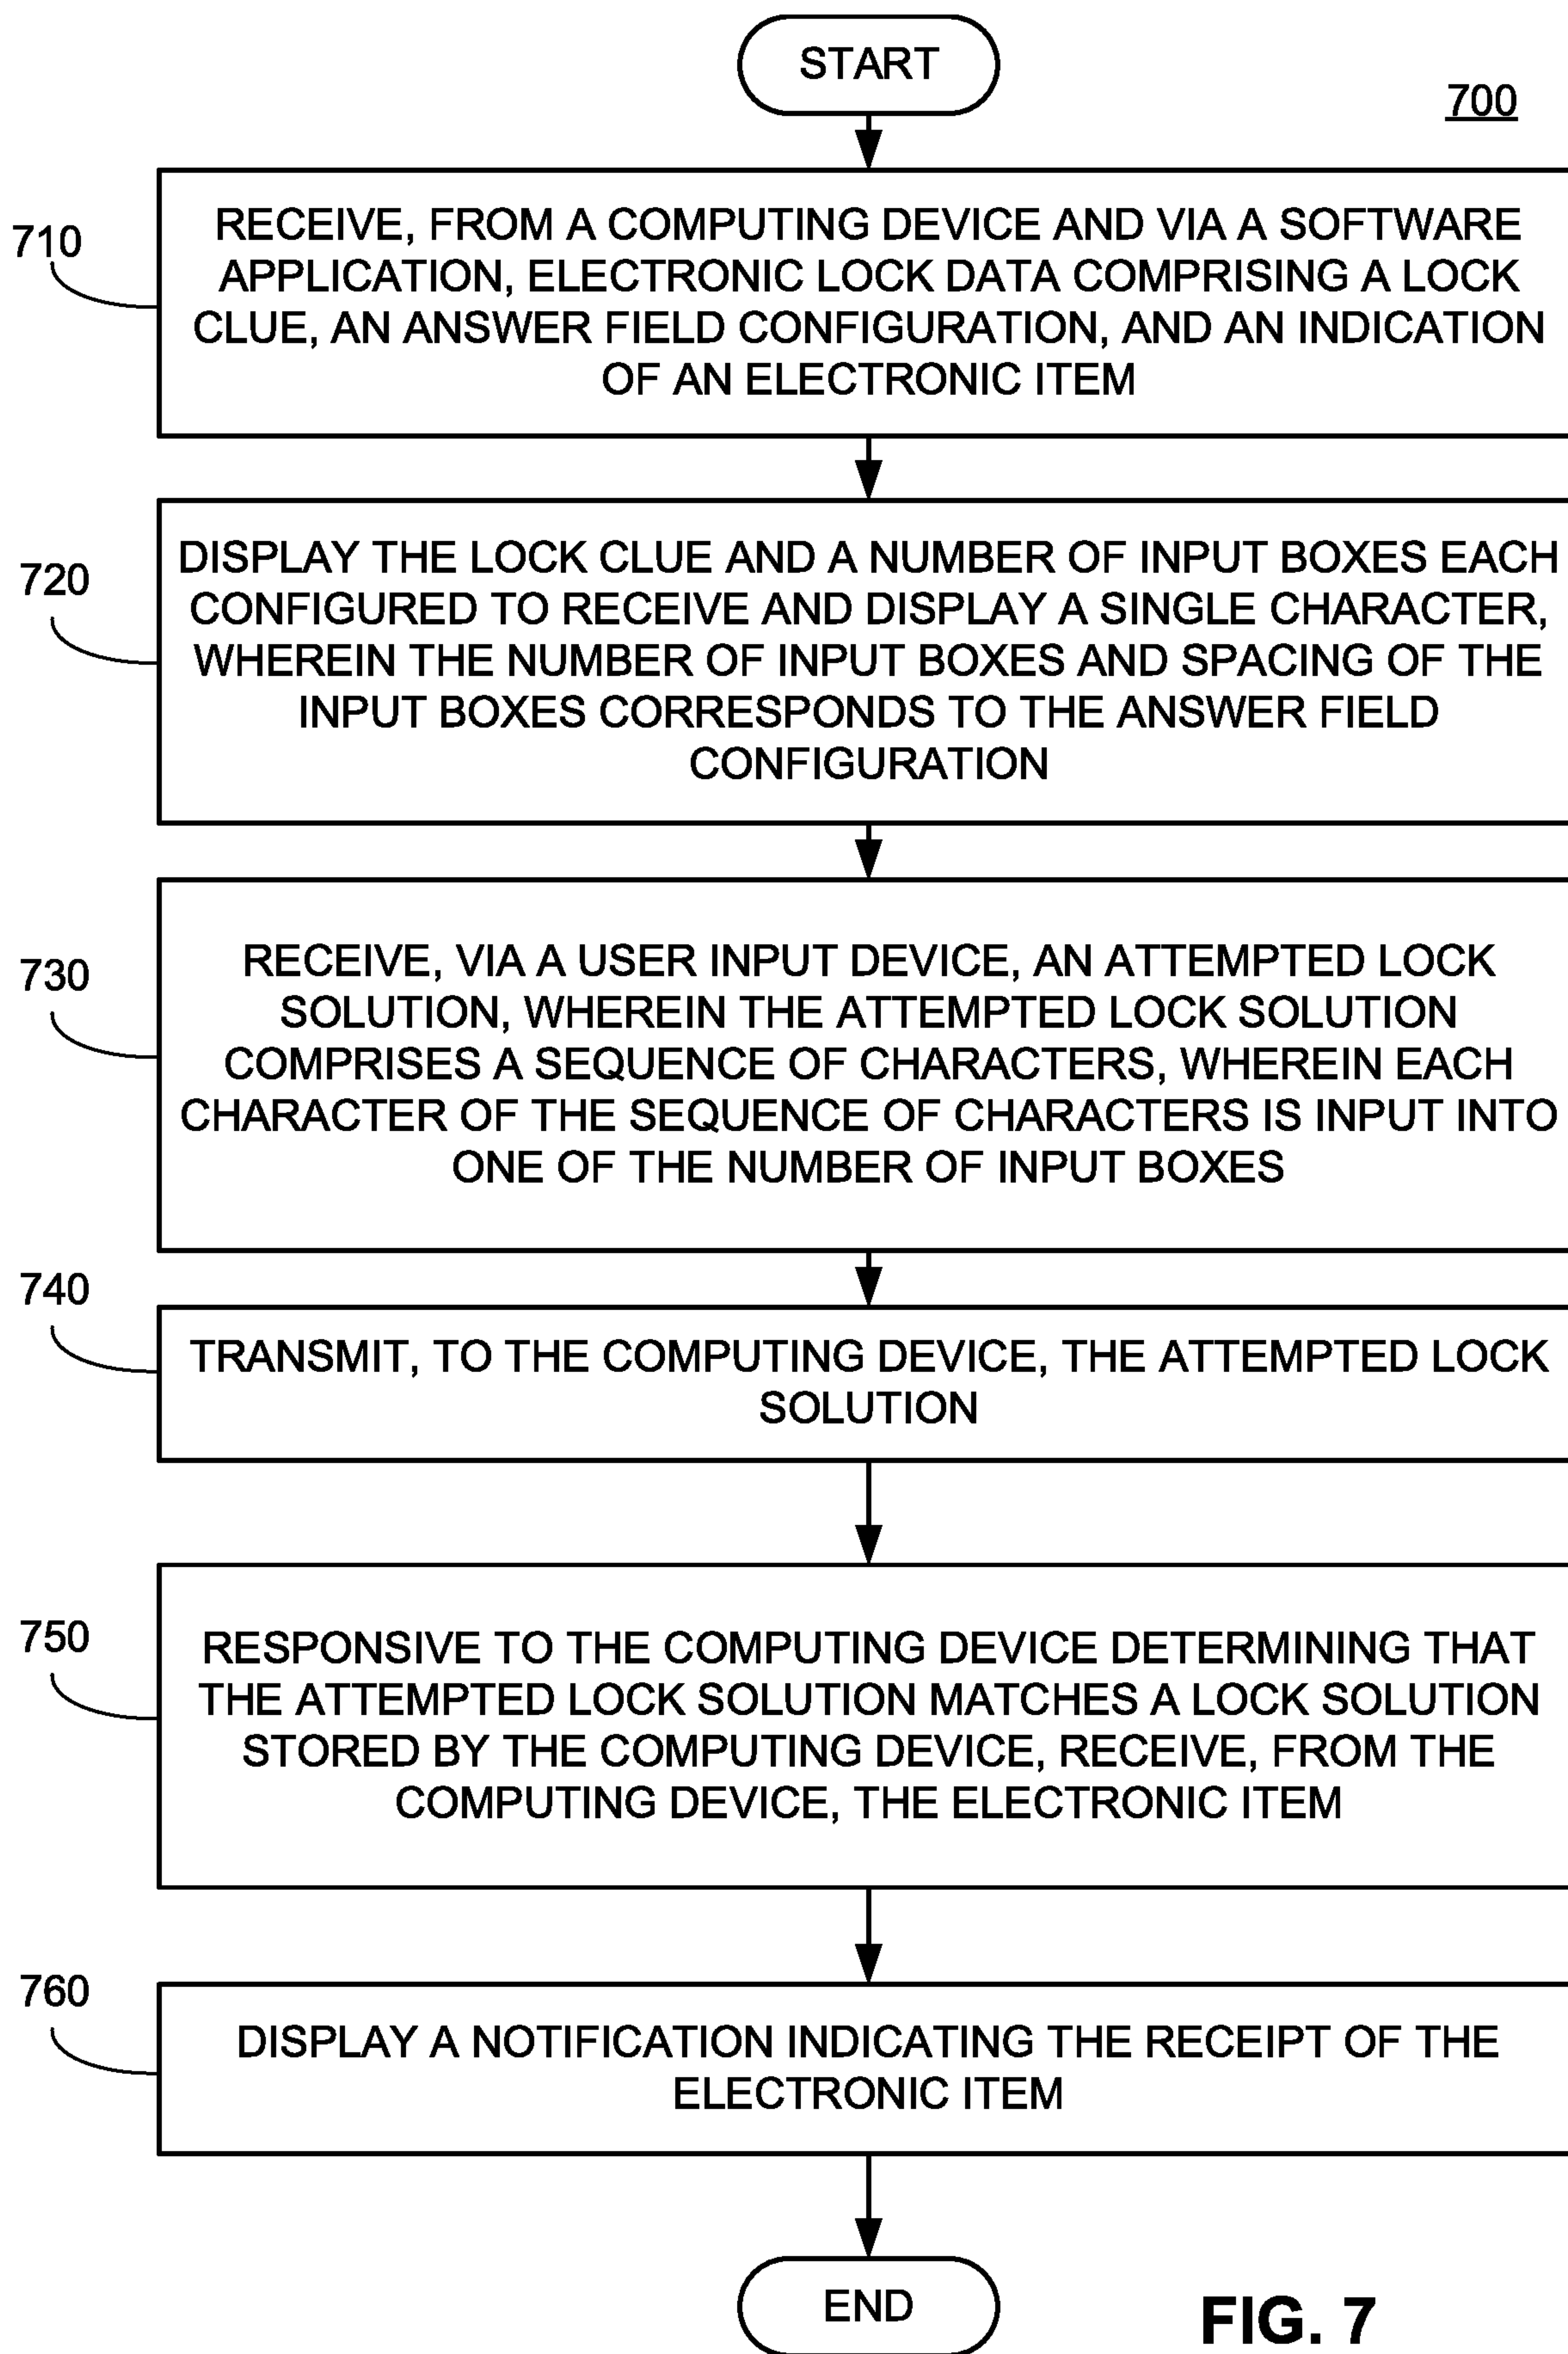 START
700
710
RECEIVE, FROM A COMPUTING DEVICE AND VIA A SOFTWARE
APPLICATION, ELECTRONIC LOCK DATA COMPRISING A LOCK
CLUE, AN ANSWER FIELD CONFIGURATION, AND AN INDICATION
OF AN ELECTRONIC ITEM
720
DISPLAY THE LOCK CLUE AND A NUMBER OF INPUT BOXES EACH
CONFIGURED TO RECEIVE AND DISPLAY A SINGLE CHARACTER,
WHEREIN THE NUMBER OF INPUT BOXES AND SPACING OF THE
INPUT BOXES CORRESPONDS TO THE ANSWER FIELD
CONFIGURATION
730
RECEIVE, VIA A USER INPUT DEVICE, AN ATTEMPTED LOCK
SOLUTION, WHEREIN THE ATTEMPTED LOCK SOLUTION
COMPRISES A SEQUENCE OF CHARACTERS, WHEREIN EACH
CHARACTER OF THE SEQUENCE OF CHARACTERS IS INPUT INTO
ONE OF THE NUMBER OF INPUT BOXES
740
TRANSMIT, TO THE COMPUTING DEVICE, THE ATTEMPTED LOCK
SOLUTION
750
RESPONSIVE TO THE COMPUTING DEVICE DETERMINING THAT
THE ATTEMPTED LOCK SOLUTION MATCHES A LOCK SOLUTION
STORED BY THE COMPUTING DEVICE, RECEIVE, FROM THE
COMPUTING DEVICE, THE ELECTRONIC ITEM
760
DISPLAY A NOTIFICATION INDICATING THE RECEIPT OF THE
ELECTRONIC ITEM
END
FIG. 7